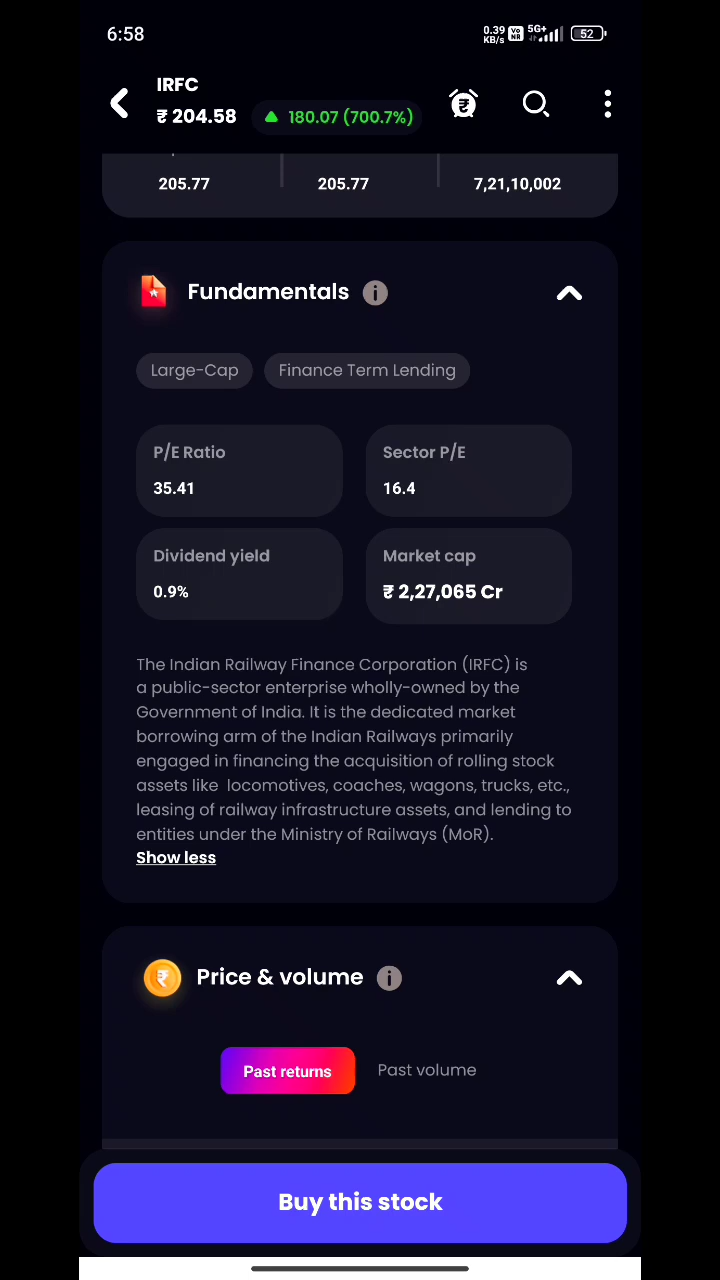 6:58
0.39 KB/s Vo NR 5G+ 52
IRFC
₹ 204.58 ▲ 180.07 (700.7%)
205.77 205.77 7,21,10,002
Fundamentals i
Large-Cap Finance Term Lending
P/E Ratio Sector P/E
35.41 16.4
Dividend yield Market cap
0.9% ₹ 2,27,065 Cr
The Indian Railway Finance Corporation (IRFC) is
a public-sector enterprise wholly-owned by the
Government of India. It is the dedicated market
borrowing arm of the Indian Railways primarily
engaged in financing the acquisition of rolling stock
assets like locomotives, coaches, wagons, trucks, etc.,
leasing of railway infrastructure assets, and lending to
entities under the Ministry of Railways (MoR).
Show less
Price & volume i
Past returns Past volume
Buy this stock